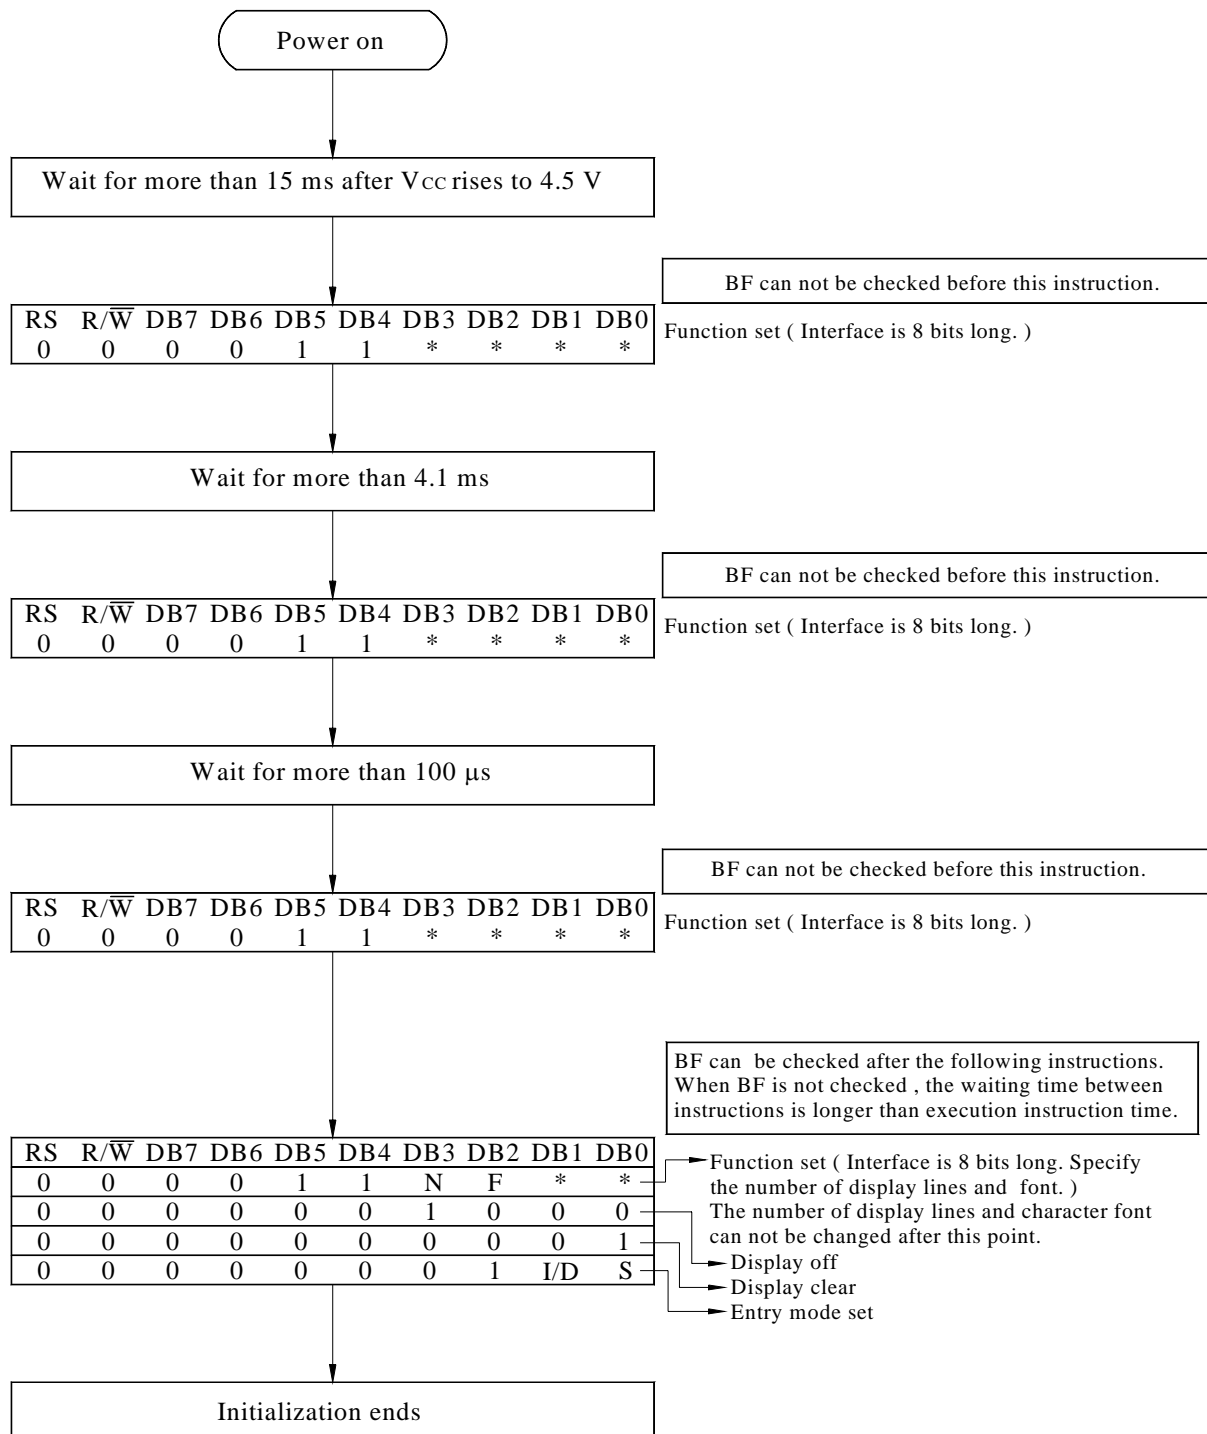 Power on
Wait for more than 15 ms after VCC rises to 4.5 V
BF can not be checked before this instruction.
RS R/W̅ DB7 DB6 DB5 DB4 DB3 DB2 DB1 DB0
0 0 0 0 1 1 * * * *
Function set ( Interface is 8 bits long. )
Wait for more than 4.1 ms
BF can not be checked before this instruction.
RS R/W̅ DB7 DB6 DB5 DB4 DB3 DB2 DB1 DB0
0 0 0 0 1 1 * * * *
Function set ( Interface is 8 bits long. )
Wait for more than 100 µs
BF can not be checked before this instruction.
RS R/W̅ DB7 DB6 DB5 DB4 DB3 DB2 DB1 DB0
0 0 0 0 1 1 * * * *
Function set ( Interface is 8 bits long. )
BF can be checked after the following instructions.
When BF is not checked , the waiting time between
instructions is longer than execution instruction time.
RS R/W̅ DB7 DB6 DB5 DB4 DB3 DB2 DB1 DB0
0 0 0 0 1 1 N F * *
0 0 0 0 0 0 1 0 0 0
0 0 0 0 0 0 0 0 0 1
0 0 0 0 0 0 0 1 I/D S
Function set ( Interface is 8 bits long. Specify
the number of display lines and font. )
The number of display lines and character font
can not be changed after this point.
Display off
Display clear
Entry mode set
Initialization ends